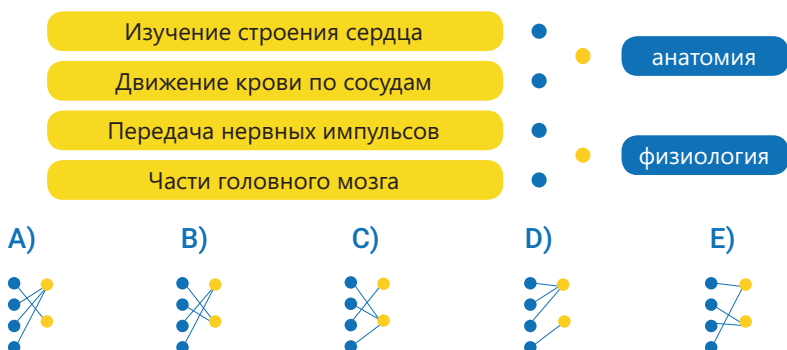 Изучение строения сердца
Движение крови по сосудам
анатомия
Передача нервных импульсов
физиология
Части головного мозга
A) B) C) D) E)